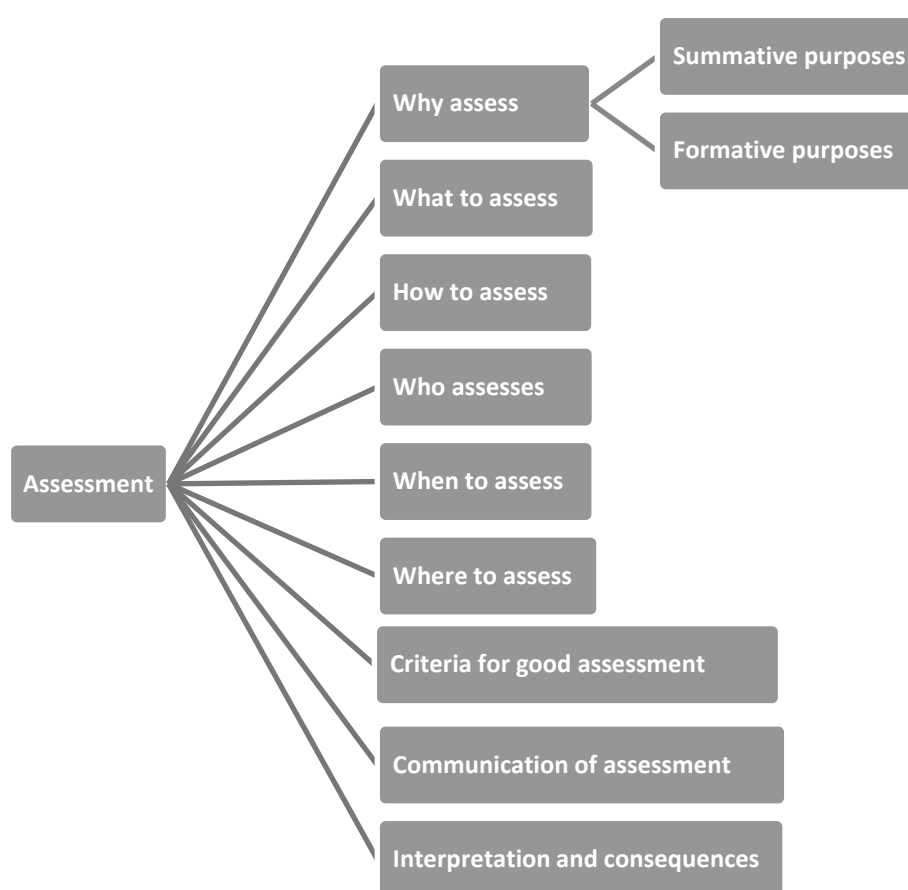 Summative purposes
Why assess
Formative purposes
What to assess
How to assess
Who assesses
Assessment
When to assess
Where to assess
Criteria for good assessment
Communication of assessment
Interpretation and consequences